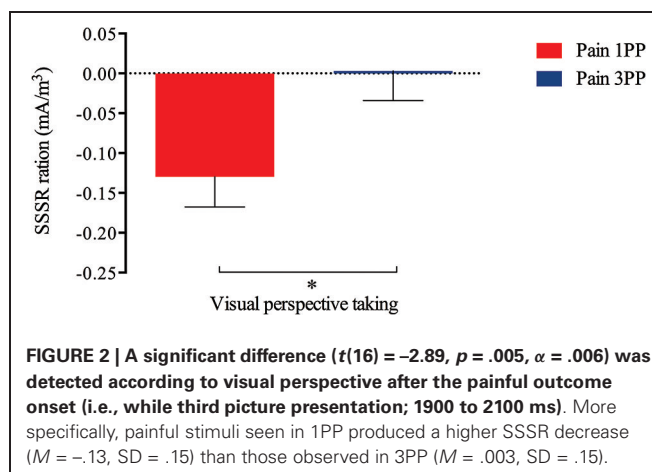 0.05
0.00
-0.05
-0.10
-0.15
-0.20
-0.25
SSSR ration (mA/m³)
Pain 1PP
Pain 3PP
*
Visual perspective taking
FIGURE 2 | A significant difference (t(16) = –2.89, p = .005, α = .006) was
detected according to visual perspective after the painful outcome
onset (i.e., while third picture presentation; 1900 to 2100 ms). More
specifically, painful stimuli seen in 1PP produced a higher SSSR decrease
(M = –.13, SD = .15) than those observed in 3PP (M = .003, SD = .15).